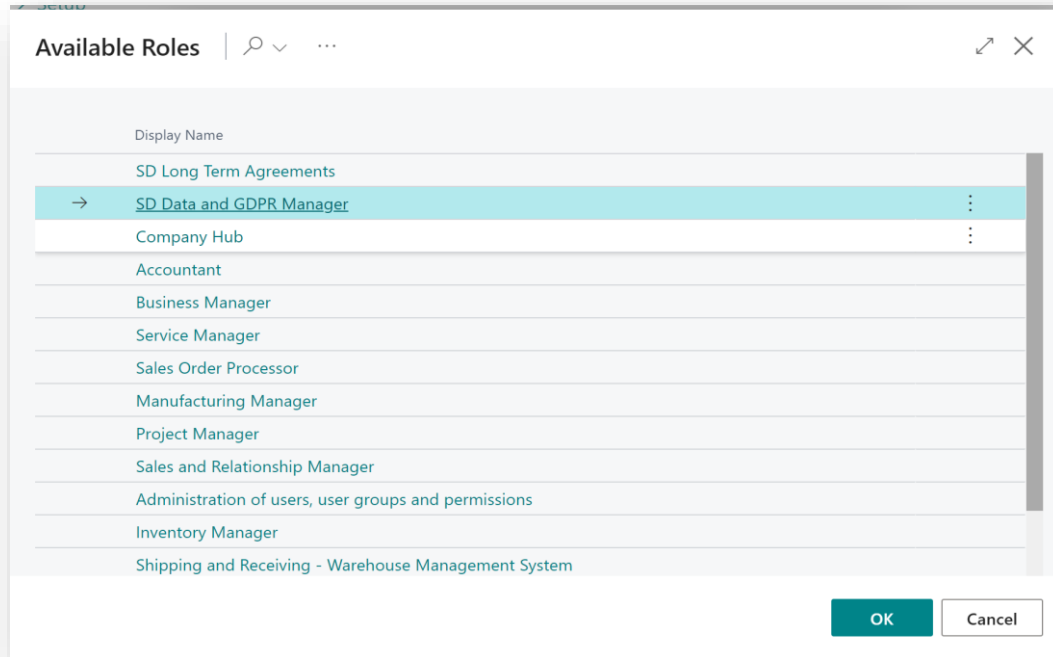 Setup
Available Roles
Display Name
SD Long Term Agreements
SD Data and GDPR Manager
Company Hub
Accountant
Business Manager
Service Manager
Sales Order Processor
Manufacturing Manager
Project Manager
Sales and Relationship Manager
Administration of users, user groups and permissions
Inventory Manager
Shipping and Receiving - Warehouse Management System
OK
Cancel